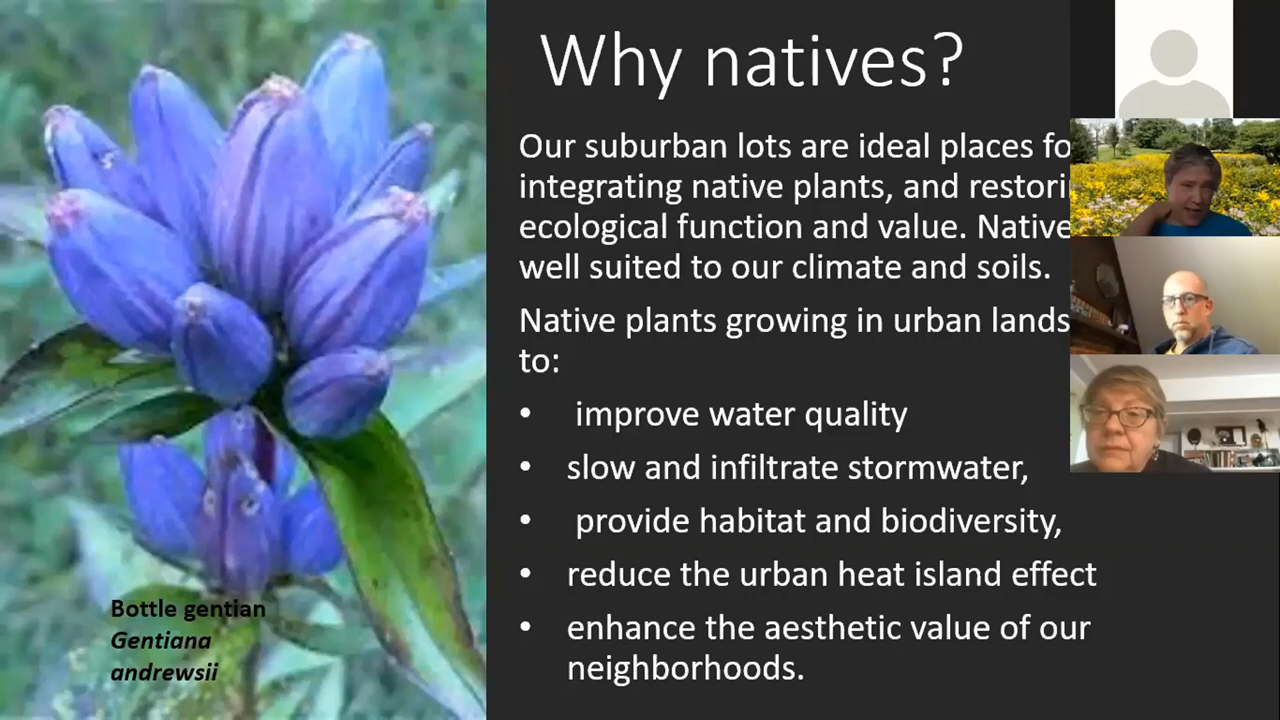 Why natives?
Our suburban lots are ideal places fo
integrating native plants, and restori
ecological function and value. Native
well suited to our climate and soils.
Native plants growing in urban lands
to:
• improve water quality
• slow and infiltrate stormwater,
• provide habitat and biodiversity,
• reduce the urban heat island effect
• enhance the aesthetic value of our
neighborhoods.
Bottle gentian
Gentiana
andrewsii